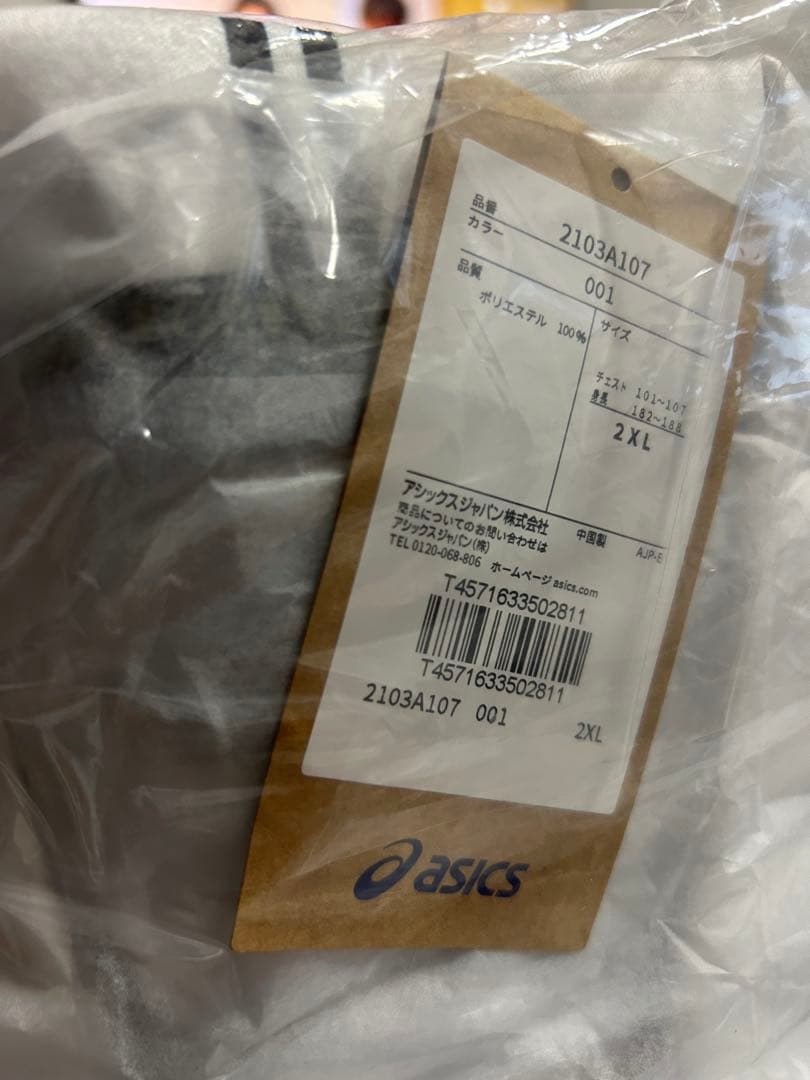 品番 2103A107
カラー 001
品質
ポリエステル 100%
サイズ
チェスト 101~107
身長 182~188
2XL
アシックスジャパン株式会社
商品についてのお問い合わせは
アシックスジャパン(株)
TEL 0120-068-806 ホームページ asics.com
中国製 AJP-
T4571633502811
T4571633502811
2103A107 001 2XL
asics